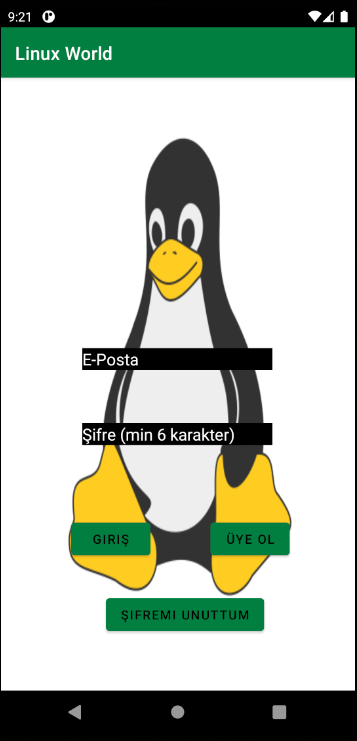 9:21
Linux World
E-Posta
Şifre (min 6 karakter)
GIRIŞ
ÜYE OL
ŞIFREMI UNUTTUM